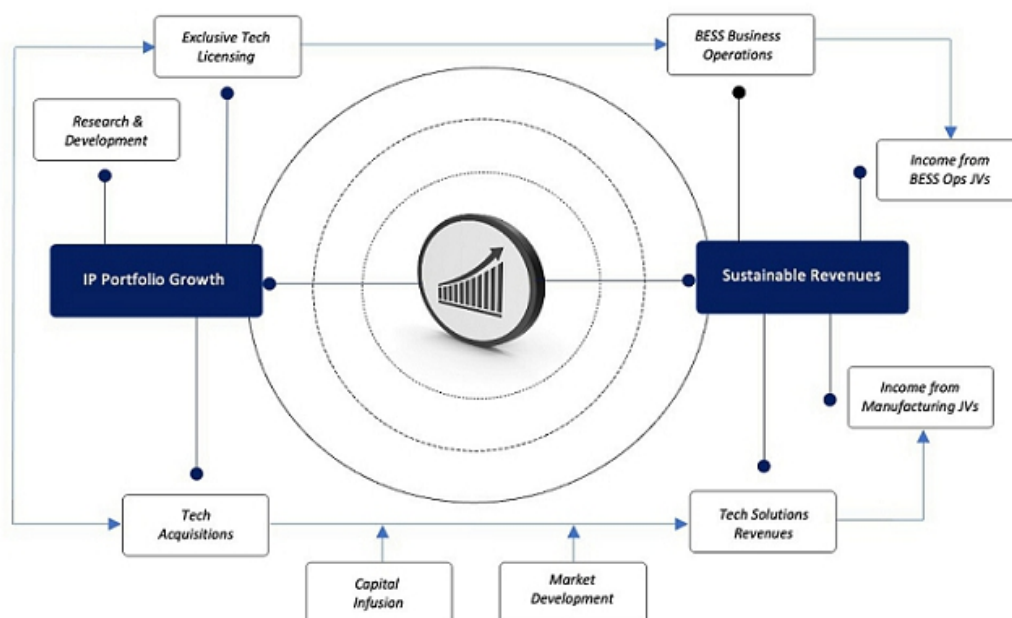 Exclusive Tech
Licensing
BESS Business
Operations
Research &
Development
Income from
BESS Ops JVs
IP Portfolio Growth
Sustainable Revenues
Income from
Manufacturing JVs
Tech
Acquisitions
Tech Solutions
Revenues
Capital
Infusion
Market
Development